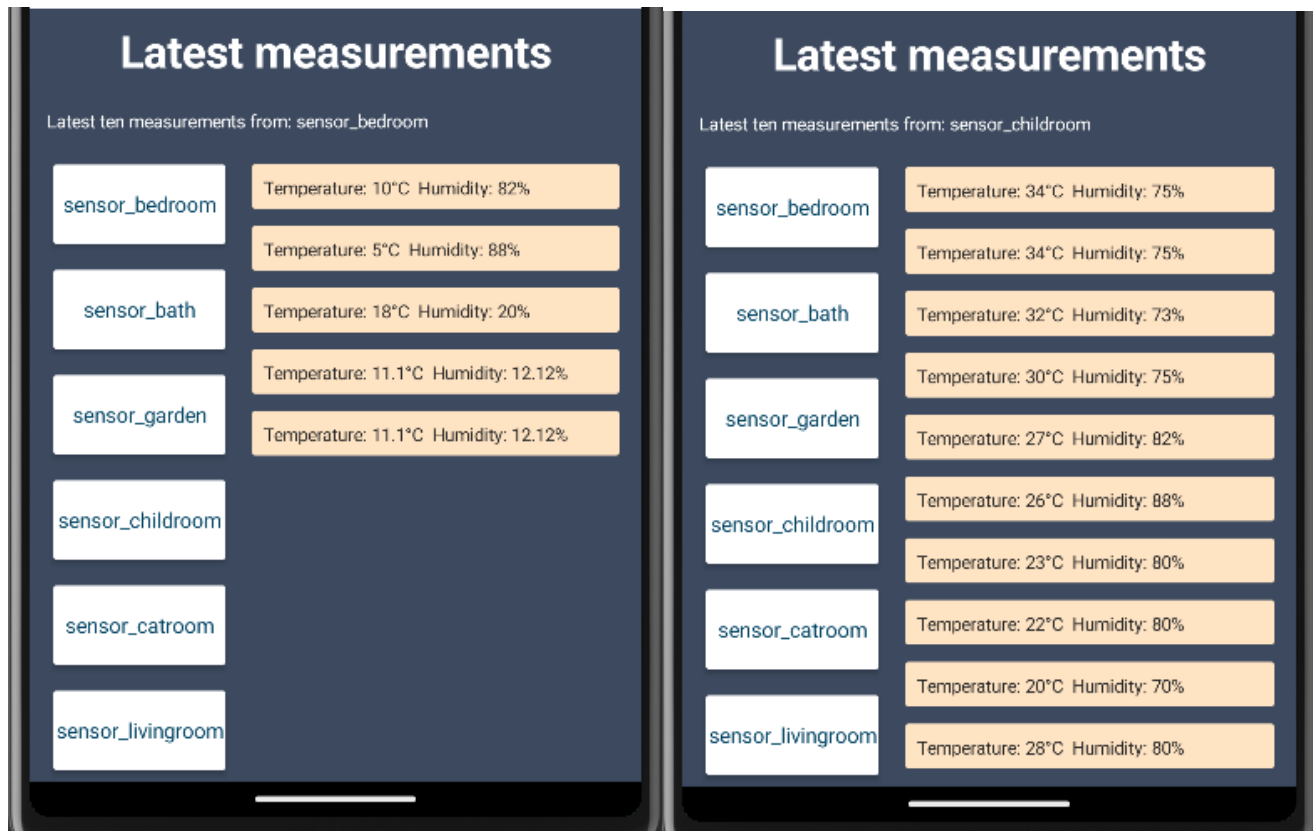 Latest measurements
Latest ten measurements from: sensor_bedroom
sensor_bedroom
sensor_bath
sensor_garden
sensor_childroom
sensor_catroom
sensor_livingroom
Temperature: 10°C Humidity: 82%
Temperature: 5°C Humidity: 88%
Temperature: 18°C Humidity: 20%
Temperature: 11.1°C Humidity: 12.12%
Temperature: 11.1°C Humidity: 12.12%
Latest measurements
Latest ten measurements from: sensor_childroom
sensor_bedroom
sensor_bath
sensor_garden
sensor_childroom
sensor_catroom
sensor_livingroom
Temperature: 34°C Humidity: 75%
Temperature: 34°C Humidity: 75%
Temperature: 32°C Humidity: 73%
Temperature: 30°C Humidity: 75%
Temperature: 27°C Humidity: 82%
Temperature: 26°C Humidity: 88%
Temperature: 23°C Humidity: 80%
Temperature: 22°C Humidity: 80%
Temperature: 20°C Humidity: 70%
Temperature: 28°C Humidity: 80%